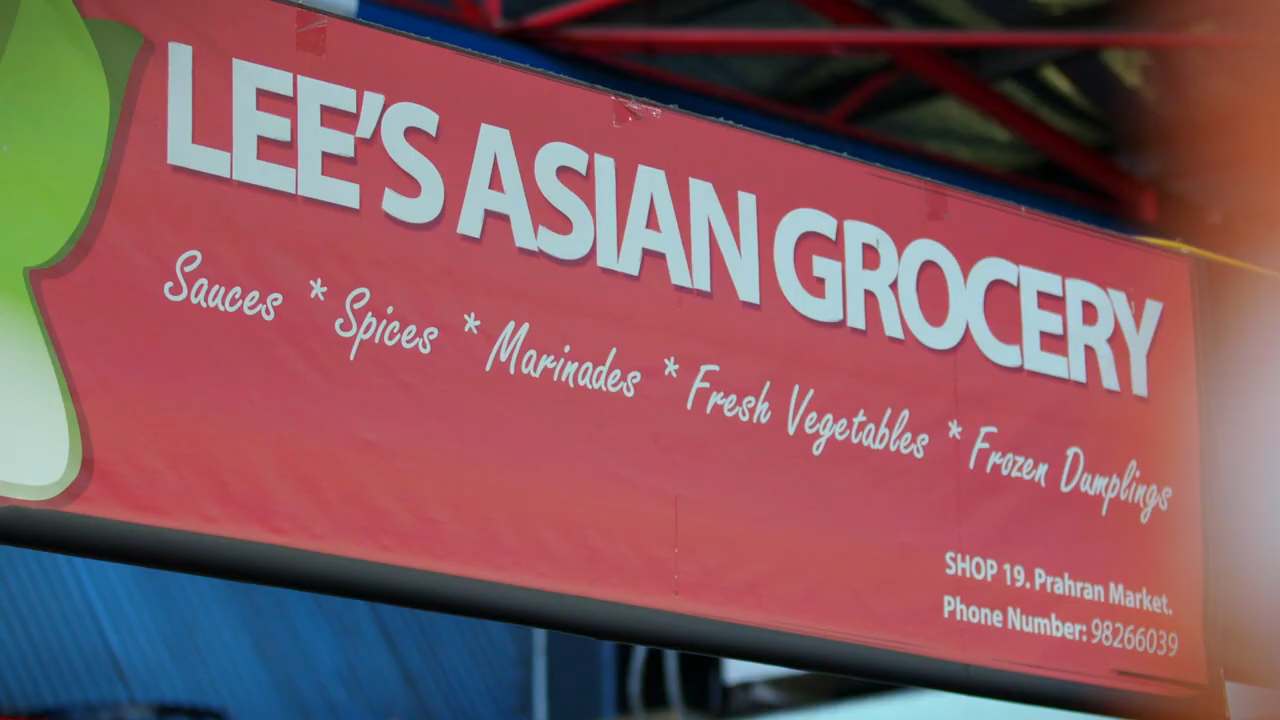 LEE'S ASIAN GROCERY
Sauces * Spices * Marinades * Fresh Vegetables * Frozen Dumplings
SHOP 19. Prahran Market.
Phone Number: 98266039